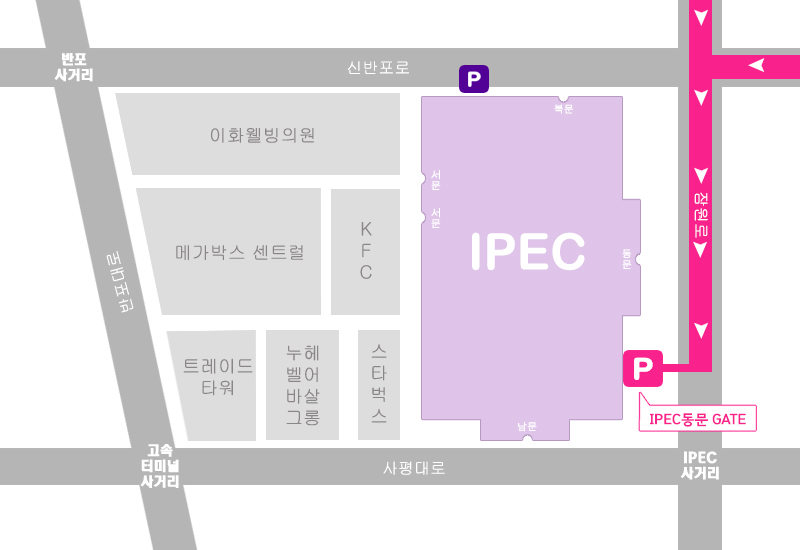 반포
사거리
신반포로
P
북문
이화웰빙의원
서
문
서
문
잠원로
메가박스 센트럴
K
F
C
IPEC
동문
반포대로
트레이드
타워
누혜
벨어
바살
그롱
스
타
벅
스
P
IPEC동문 GATE
남문
고속
터미널
사거리
사평대로
IPEC
사거리